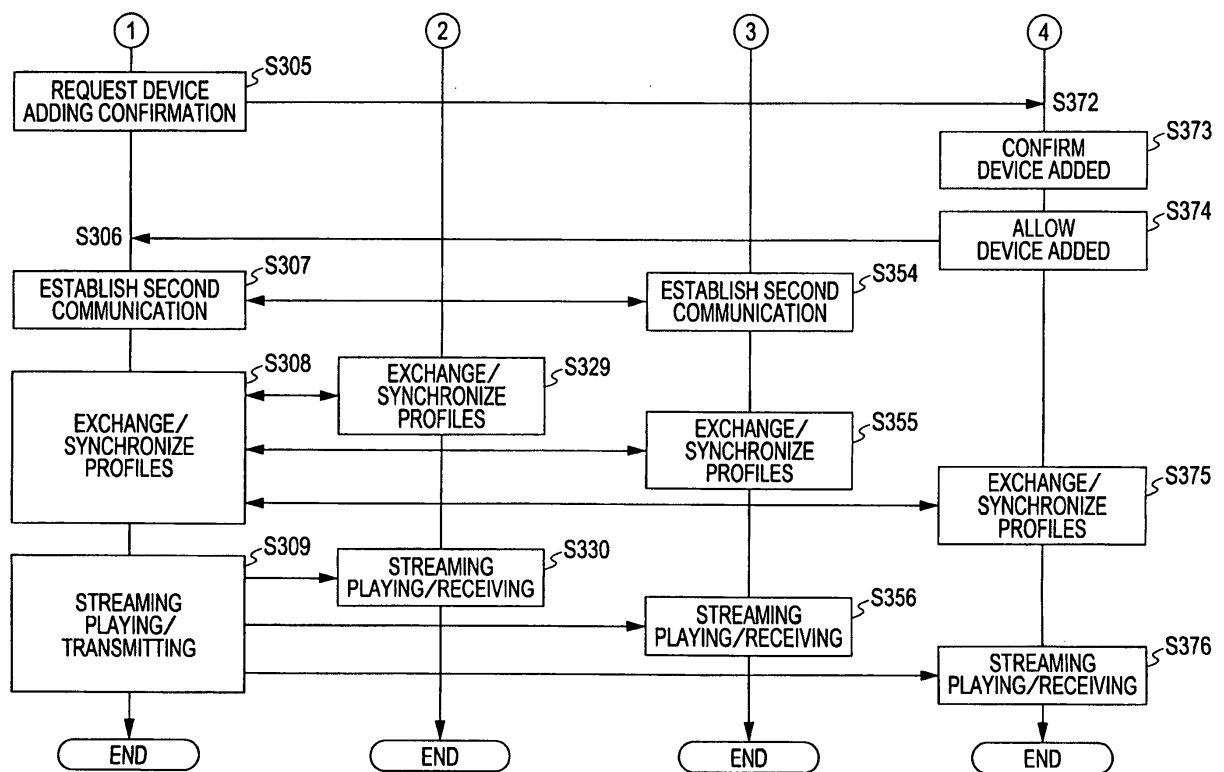 1
2
3
4
REQUEST DEVICE
ADDING CONFIRMATION
S305
S372
CONFIRM
DEVICE ADDED
S373
S306
ALLOW
DEVICE ADDED
S374
ESTABLISH SECOND
COMMUNICATION
S307
ESTABLISH SECOND
COMMUNICATION
S354
EXCHANGE/
SYNCHRONIZE
PROFILES
S308
EXCHANGE/
SYNCHRONIZE
PROFILES
S329
EXCHANGE/
SYNCHRONIZE
PROFILES
S355
EXCHANGE/
SYNCHRONIZE
PROFILES
S375
STREAMING
PLAYING/
TRANSMITTING
S309
STREAMING
PLAYING/RECEIVING
S330
STREAMING
PLAYING/RECEIVING
S356
STREAMING
PLAYING/RECEIVING
S376
END
END
END
END